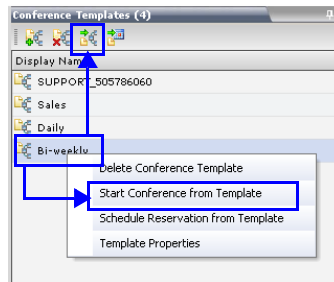 Conference Templates (4)
Display Name
SUPPORT_505786060
Sales
Daily
Bi-weekly
Delete Conference Template
Start Conference from Template
Schedule Reservation from Template
Template Properties